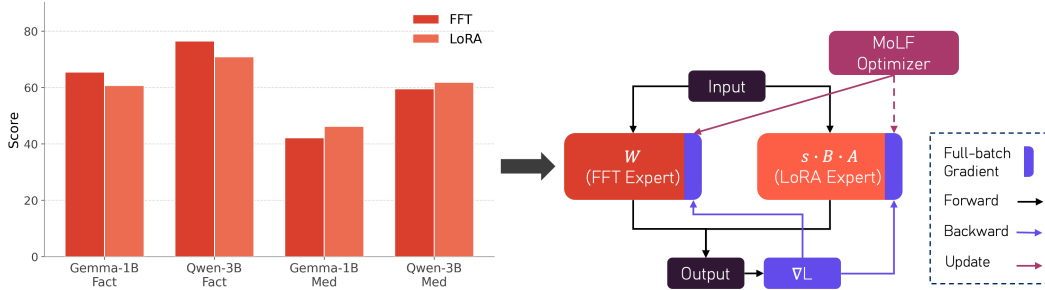 FFT
LoRA
Score
80
60
40
20
0
Gemma-1B
Fact
Qwen-3B
Fact
Gemma-1B
Med
Qwen-3B
Med
MoLF
Optimizer
Input
W
(FFT Expert)
s · B · A
(LoRA Expert)
Output
∇L
Full-batch
Gradient
Forward
Backward
Update